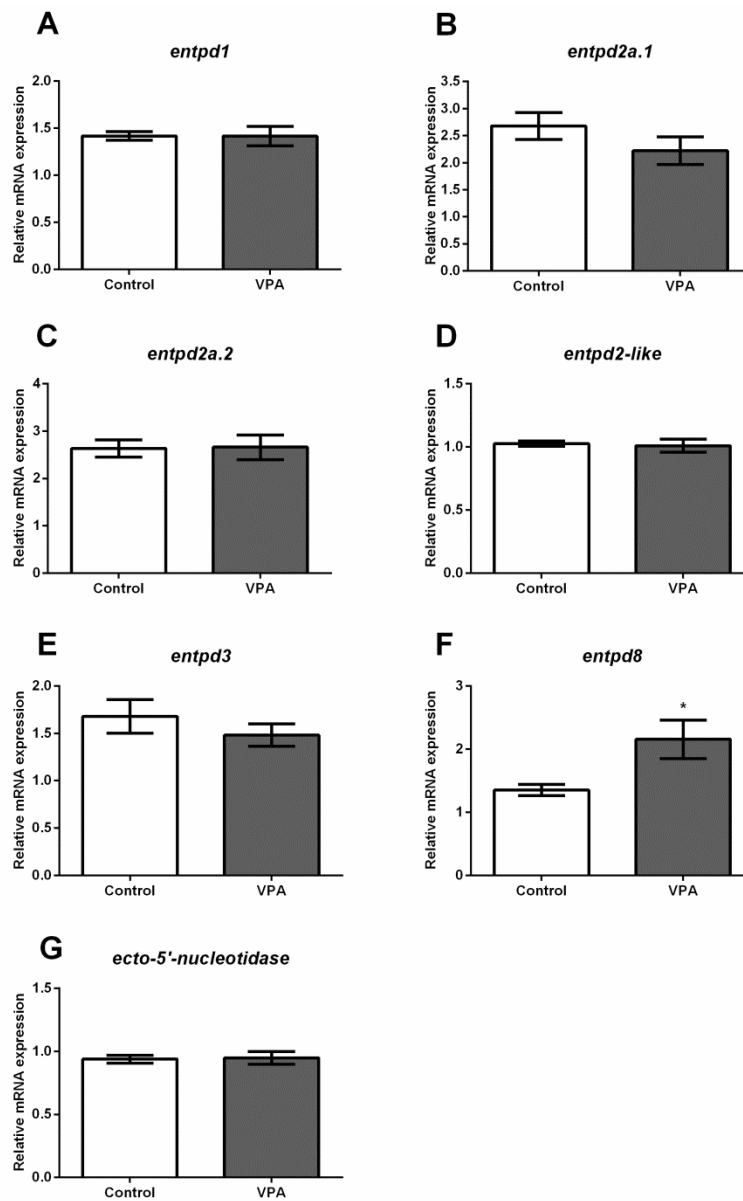 A
entpd1
Relative mRNA expression
2.0
1.5
1.0
0.5
0.0
Control VPA
B
entpd2a.1
Relative mRNA expression
3.5
3.0
2.5
2.0
1.5
1.0
0.5
0.0
Control VPA
C
entpd2a.2
Relative mRNA expression
4
3
2
1
0
Control VPA
D
entpd2-like
Relative mRNA expression
1.5
1.0
0.5
0.0
Control VPA
E
entpd3
Relative mRNA expression
2.0
1.5
1.0
0.5
0.0
Control VPA
F
entpd8
Relative mRNA expression
3
2
1
0
*
Control VPA
G
ecto-5'-nucleotidase
Relative mRNA expression
1.5
1.0
0.5
0.0
Control VPA